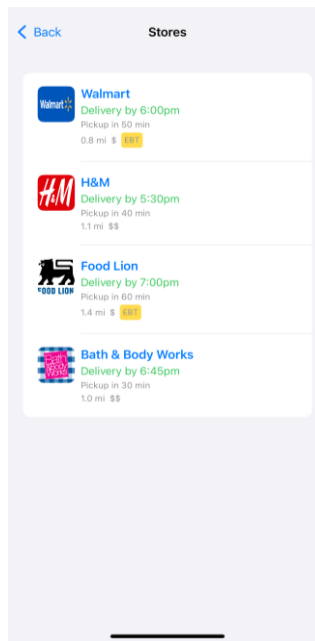 Back
Stores
Walmart
Walmart
Delivery by 6:00pm
Pickup in 50 min
0.8 mi $ EBT
H&M
H&M
Delivery by 5:30pm
Pickup in 40 min
1.1 mi $$
FOOD LION
Food Lion
Delivery by 7:00pm
Pickup in 60 min
1.4 mi $ EBT
Bath & Body Works
Bath & Body Works
Delivery by 6:45pm
Pickup in 30 min
1.0 mi $$